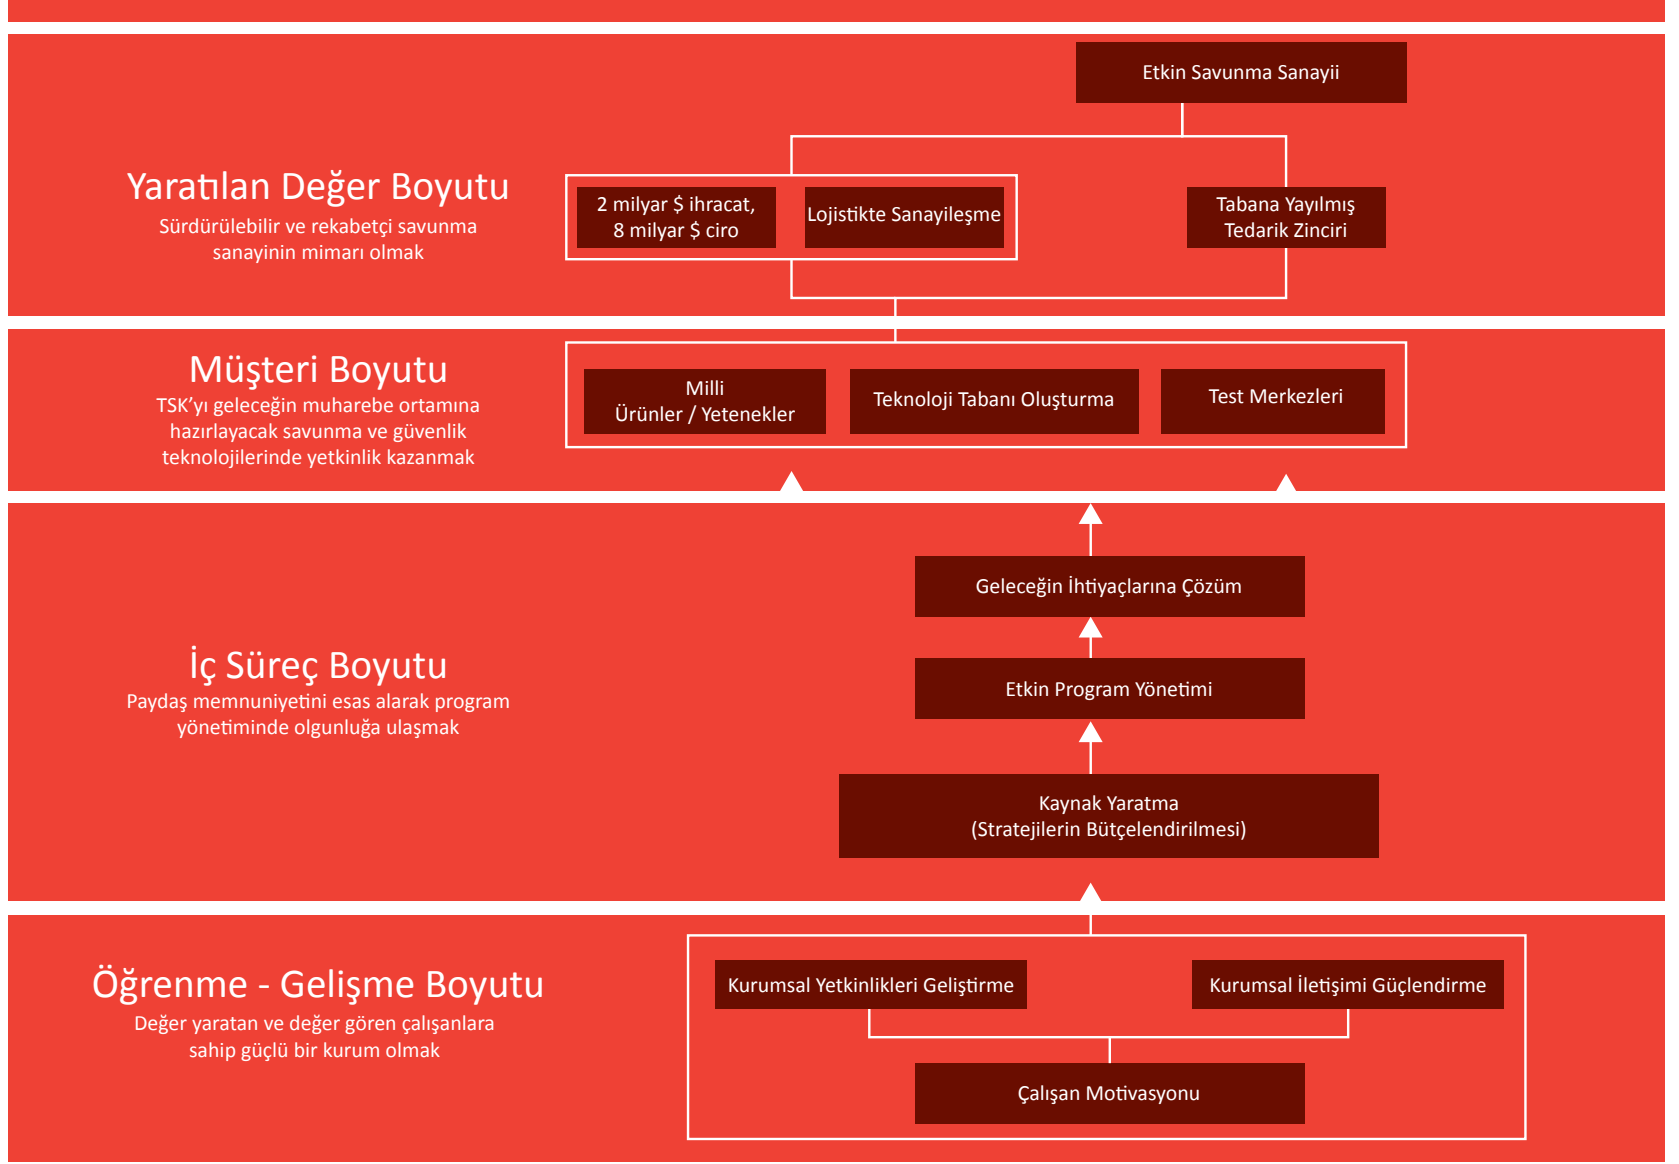 Etkin Savunma Sanayii
Yaratılan Değer Boyutu
Sürdürülebilir ve rekabetçi savunma
sanayinin mimarı olmak
2 milyar $ ihracat,
8 milyar $ ciro
Lojistikte Sanayileşme
Tabana Yayılmış
Tedarik Zinciri
Müşteri Boyutu
TSK’yı geleceğin muharebe ortamına
hazırlayacak savunma ve güvenlik
teknolojilerinde yetkinlik kazanmak
Milli
Ürünler / Yetenekler
Teknoloji Tabanı Oluşturma
Test Merkezleri
Geleceğin İhtiyaçlarına Çözüm
İç Süreç Boyutu
Paydaş memnuniyetini esas alarak program
yönetiminde olgunluğa ulaşmak
Etkin Program Yönetimi
Kaynak Yaratma
(Stratejilerin Bütçelendirilmesi)
Öğrenme - Gelişme Boyutu
Değer yaratan ve değer gören çalışanlara
sahip güçlü bir kurum olmak
Kurumsal Yetkinlikleri Geliştirme
Kurumsal İletişimi Güçlendirme
Çalışan Motivasyonu